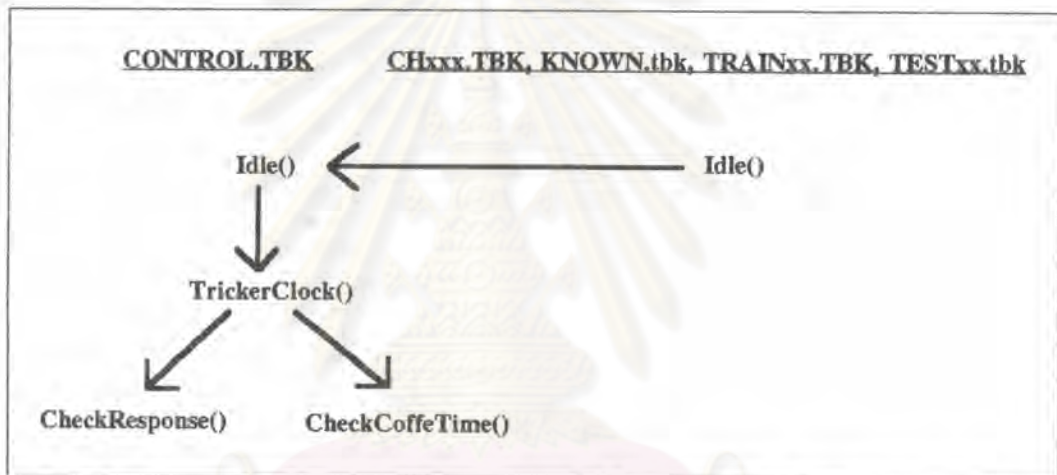 CONTROL.TBK CHxxx.TBK, KNOWN.tbk, TRAINxx.TBK, TESTxx.tbk
Idle() Idle()
TrickerClock()
CheckResponse() CheckCoffeTime()